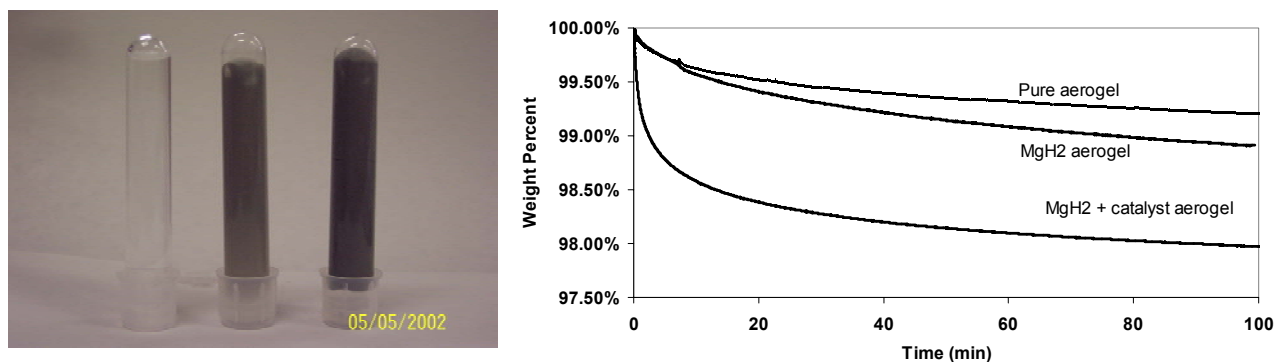 05/05/2002
100.00%
99.50%
99.00%
98.50%
98.00%
97.50%
Weight Percent
Pure aerogel
MgH2 aerogel
MgH2 + catalyst aerogel
0
20
40
60
80
100
Time (min)